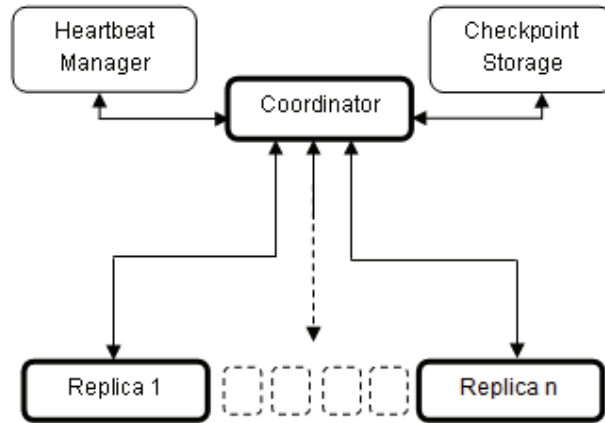 Heartbeat
Manager
Checkpoint
Storage
Coordinator
Replica 1
Replica n